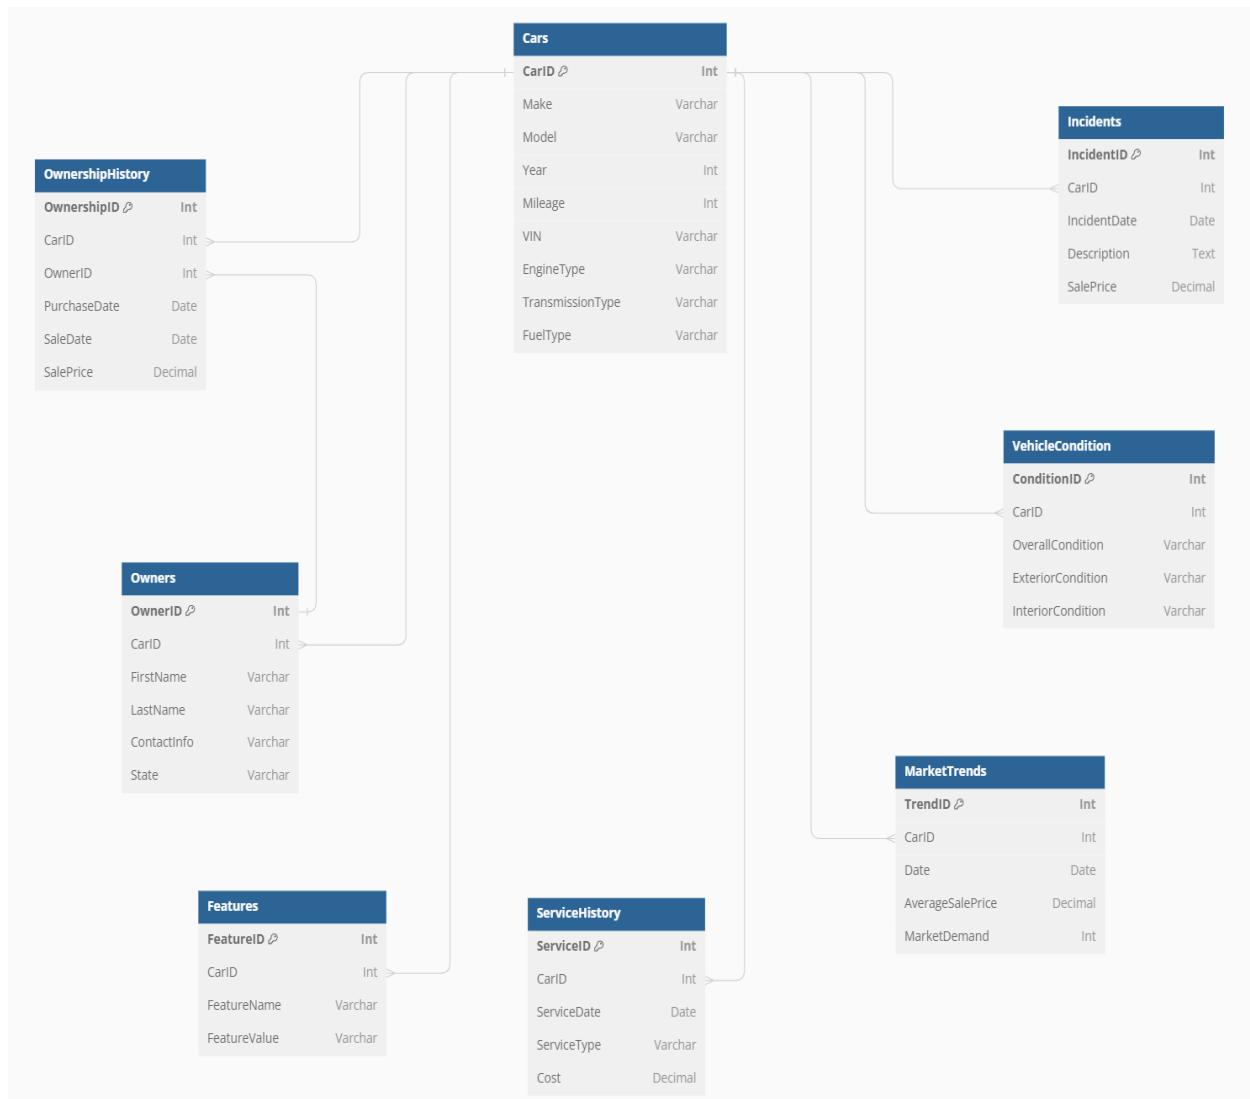 Cars
CarID Int
Make Varchar
Model Varchar
Year Int
Mileage Int
VIN Varchar
EngineType Varchar
TransmissionType Varchar
FuelType Varchar
Incidents
IncidentID Int
CarID Int
IncidentDate Date
Description Text
SalePrice Decimal
OwnershipHistory
OwnershipID Int
CarID Int
OwnerID Int
PurchaseDate Date
SaleDate Date
SalePrice Decimal
VehicleCondition
ConditionID Int
CarID Int
OverallCondition Varchar
ExteriorCondition Varchar
InteriorCondition Varchar
Owners
OwnerID Int
CarID Int
FirstName Varchar
LastName Varchar
ContactInfo Varchar
State Varchar
MarketTrends
TrendID Int
CarID Int
Date Date
AverageSalePrice Decimal
MarketDemand Int
Features
FeatureID Int
CarID Int
FeatureName Varchar
FeatureValue Varchar
ServiceHistory
ServiceID Int
CarID Int
ServiceDate Date
ServiceType Varchar
Cost Decimal